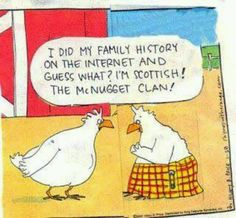 I DID MY FAMILY HISTORY
ON THE INTERNET AND
GUESS WHAT? I'M SCOTTISH!
THE McNUGGET CLAN!